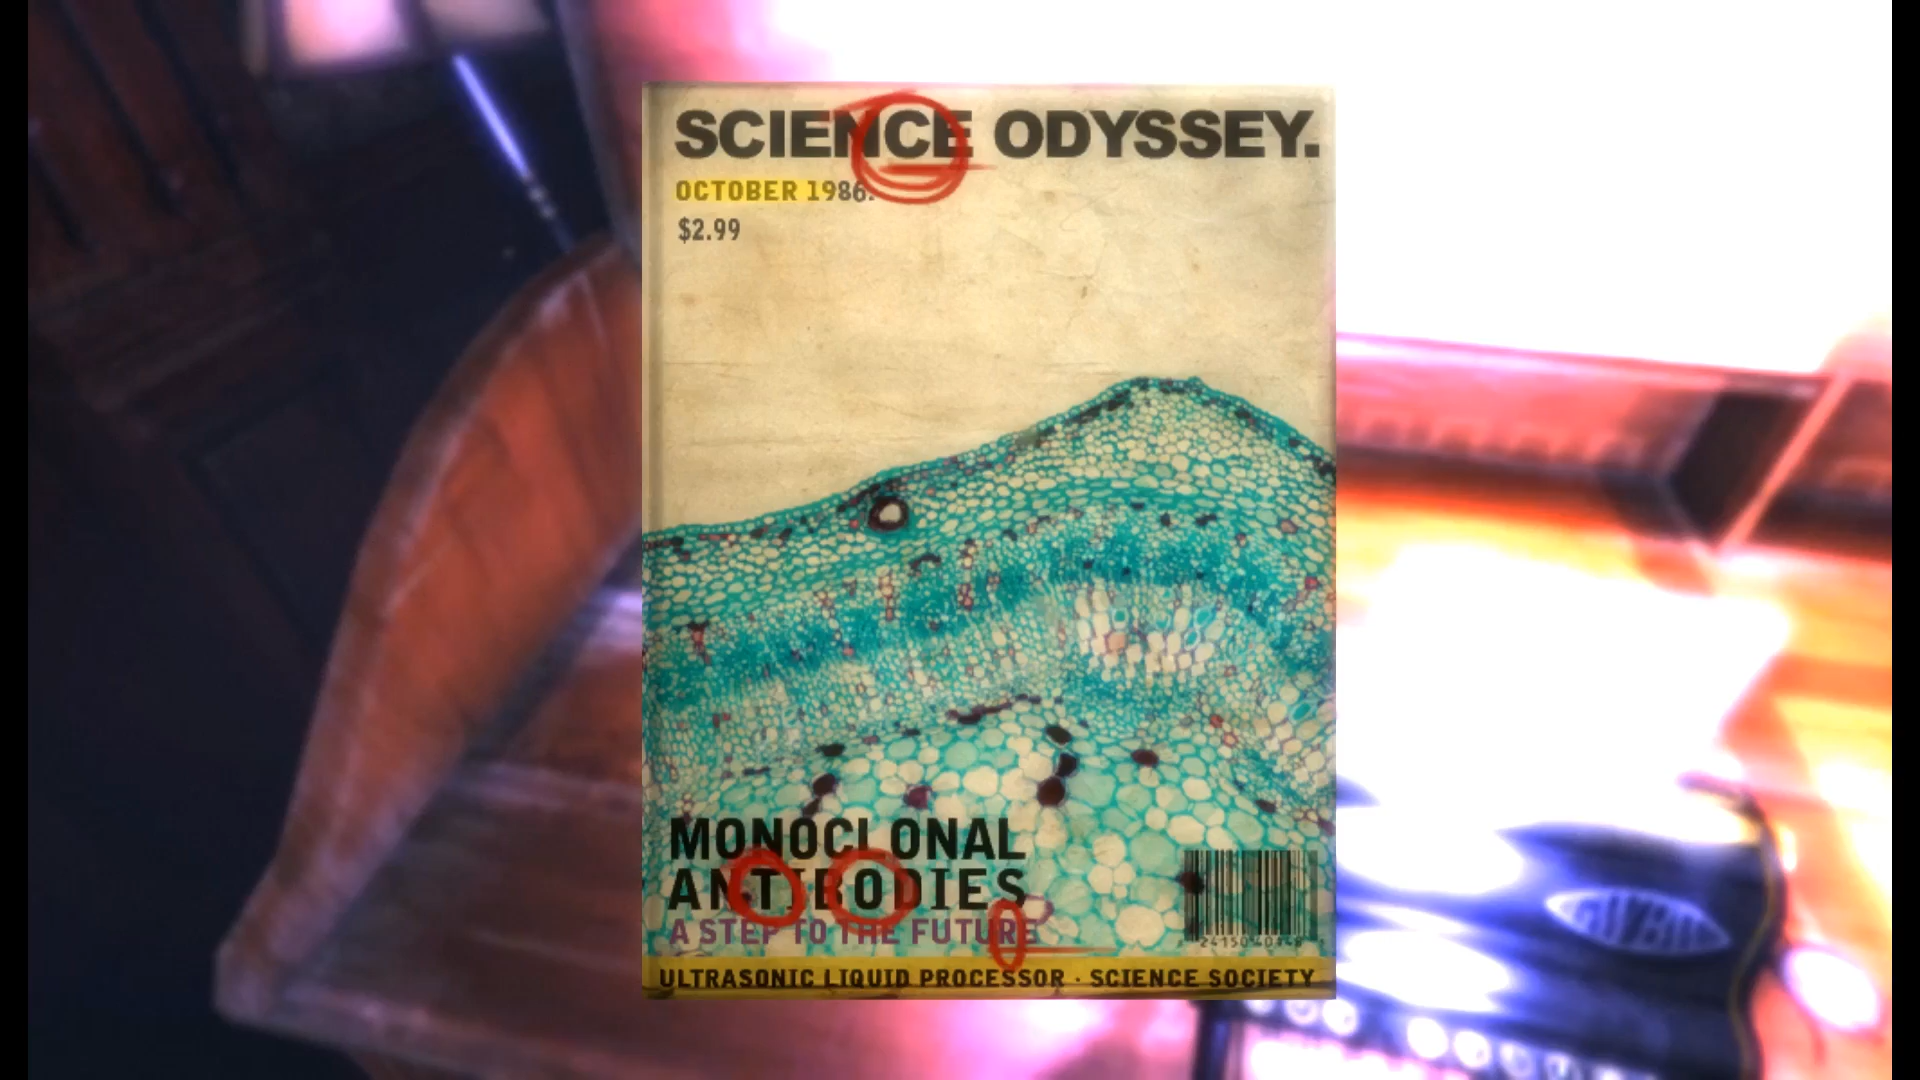 SCIENCE ODYSSEY.
OCTOBER 1986.
$2.99
MONOCLONAL
ANTIBODIES
A STEP TO THE FUTURE
ULTRASONIC LIQUID PROCESSOR · SCIENCE SOCIETY